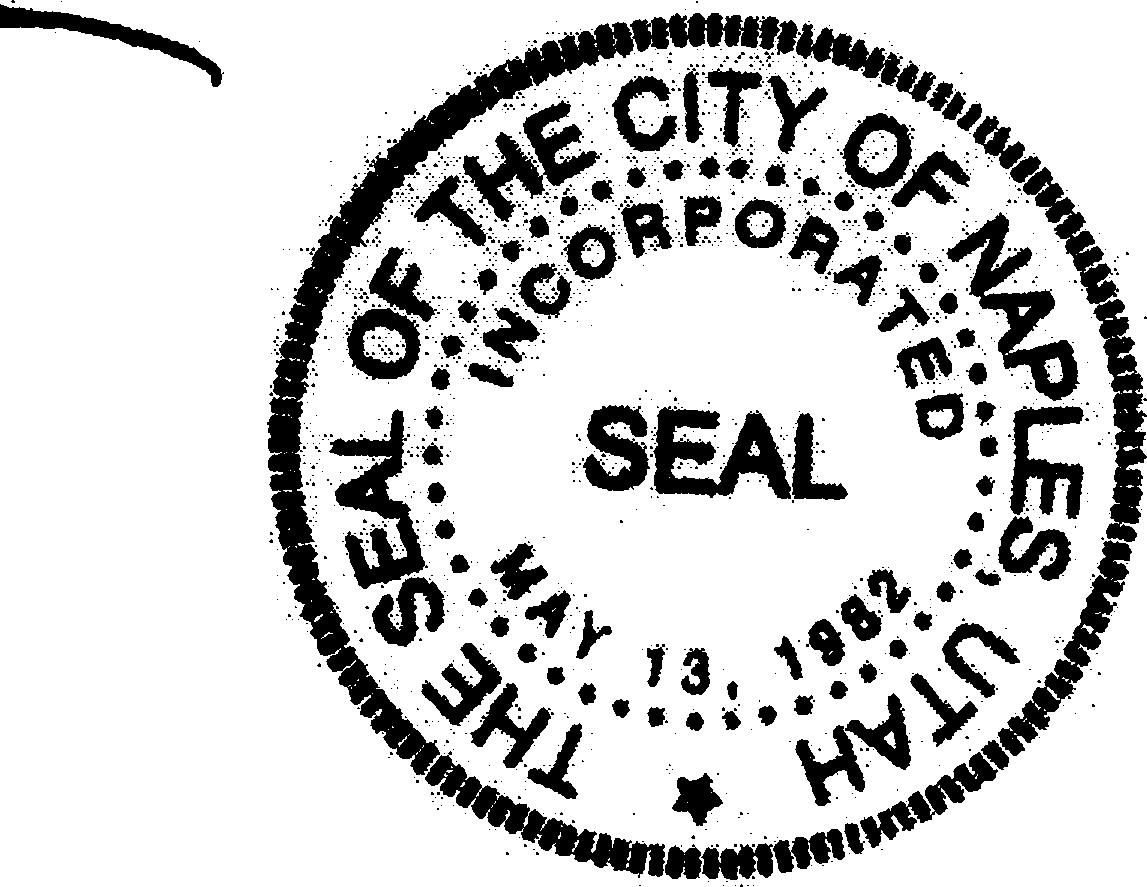 THE SEAL OF THE CITY OF NAPLES, UTAH
INCORPORATED
SEAL
MAY 13, 1982